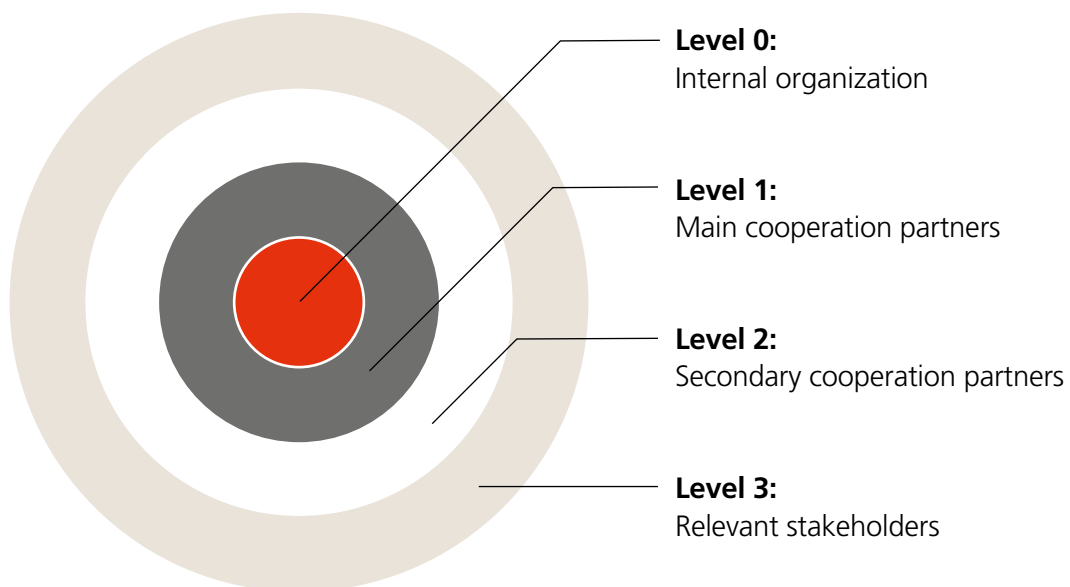 Level 0:
Internal organization
Level 1:
Main cooperation partners
Level 2:
Secondary cooperation partners
Level 3:
Relevant stakeholders